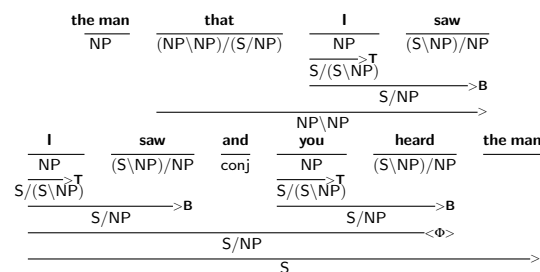 the man that I saw
NP (NP\NP)/(S/NP) NP (S\NP)/NP
>T
S/(S\NP)
>B
S/NP
>
NP\NP
I saw and you heard the man
NP (S\NP)/NP conj NP (S\NP)/NP
>T >T
S/(S\NP) S/(S\NP)
>B >B
S/NP S/NP
<Φ>
S/NP
>
S